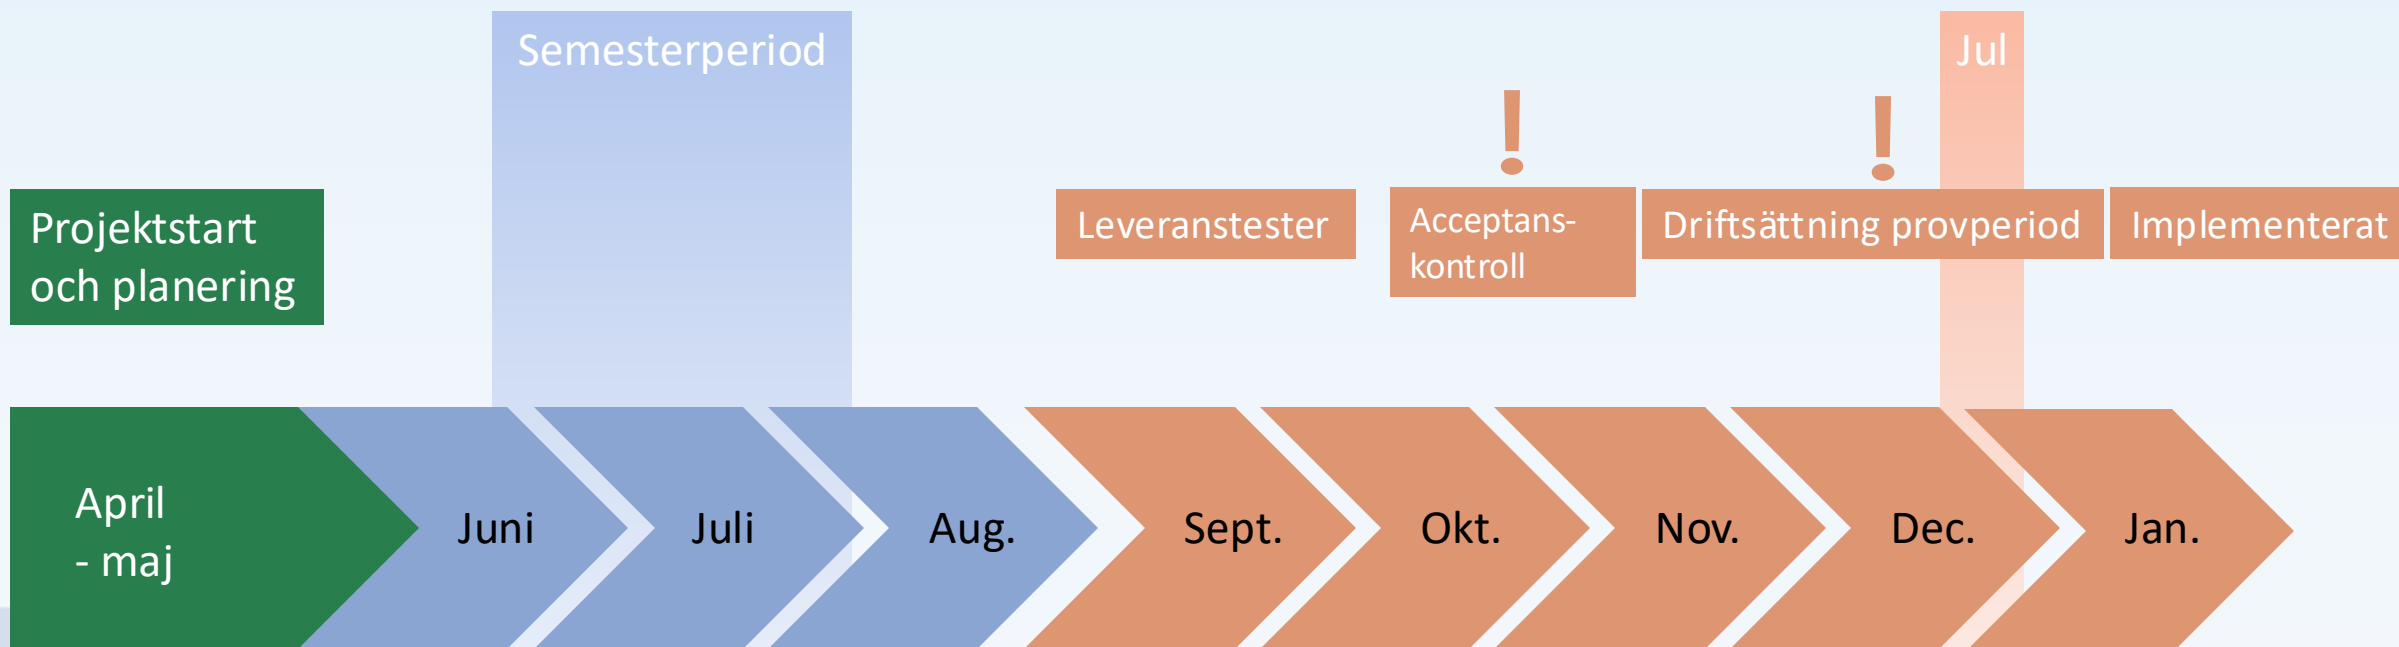 Semesterperiod
Jul
!
!
Projektstart
och planering
Leveranstester
Acceptans-
kontroll
Driftsättning provperiod
Implementerat
April
- maj
Juni
Juli
Aug.
Sept.
Okt.
Nov.
Dec.
Jan.